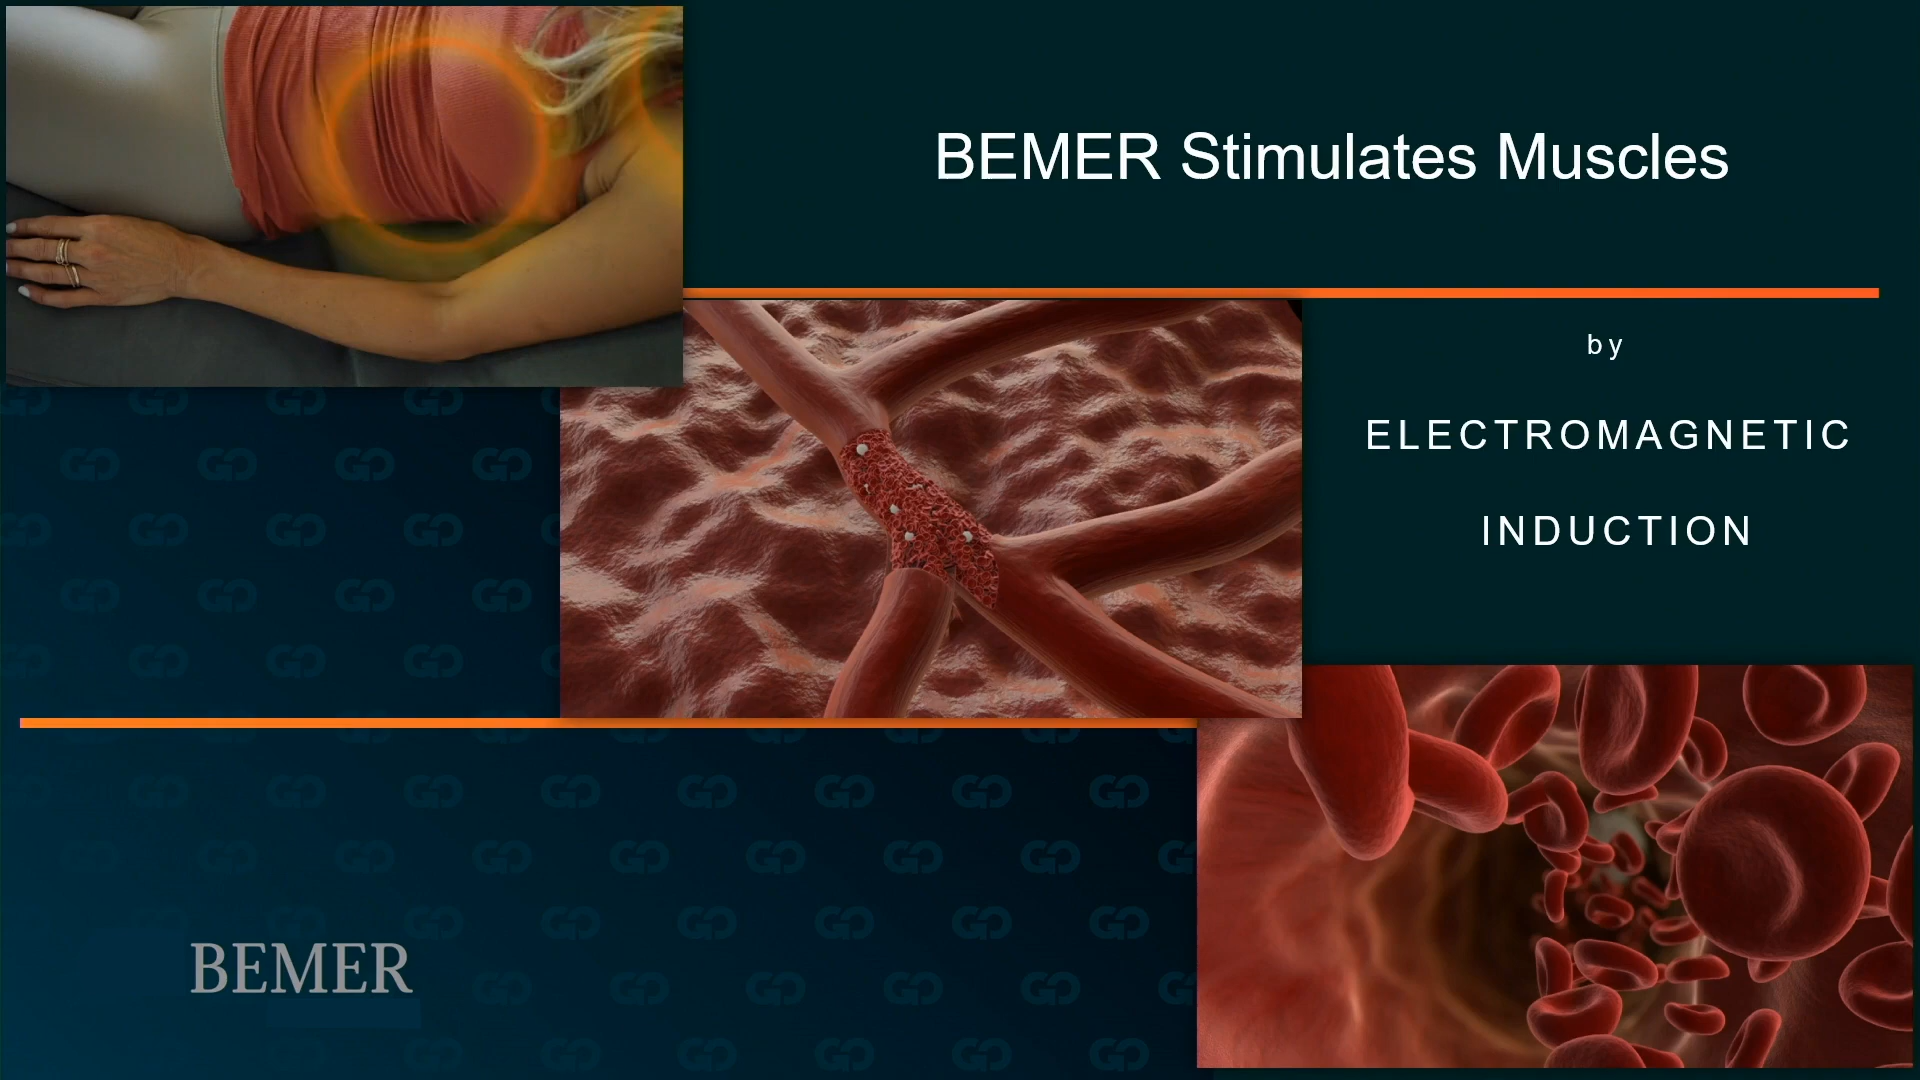 BEMER Stimulates Muscles
by
ELECTROMAGNETIC
INDUCTION
BEMER